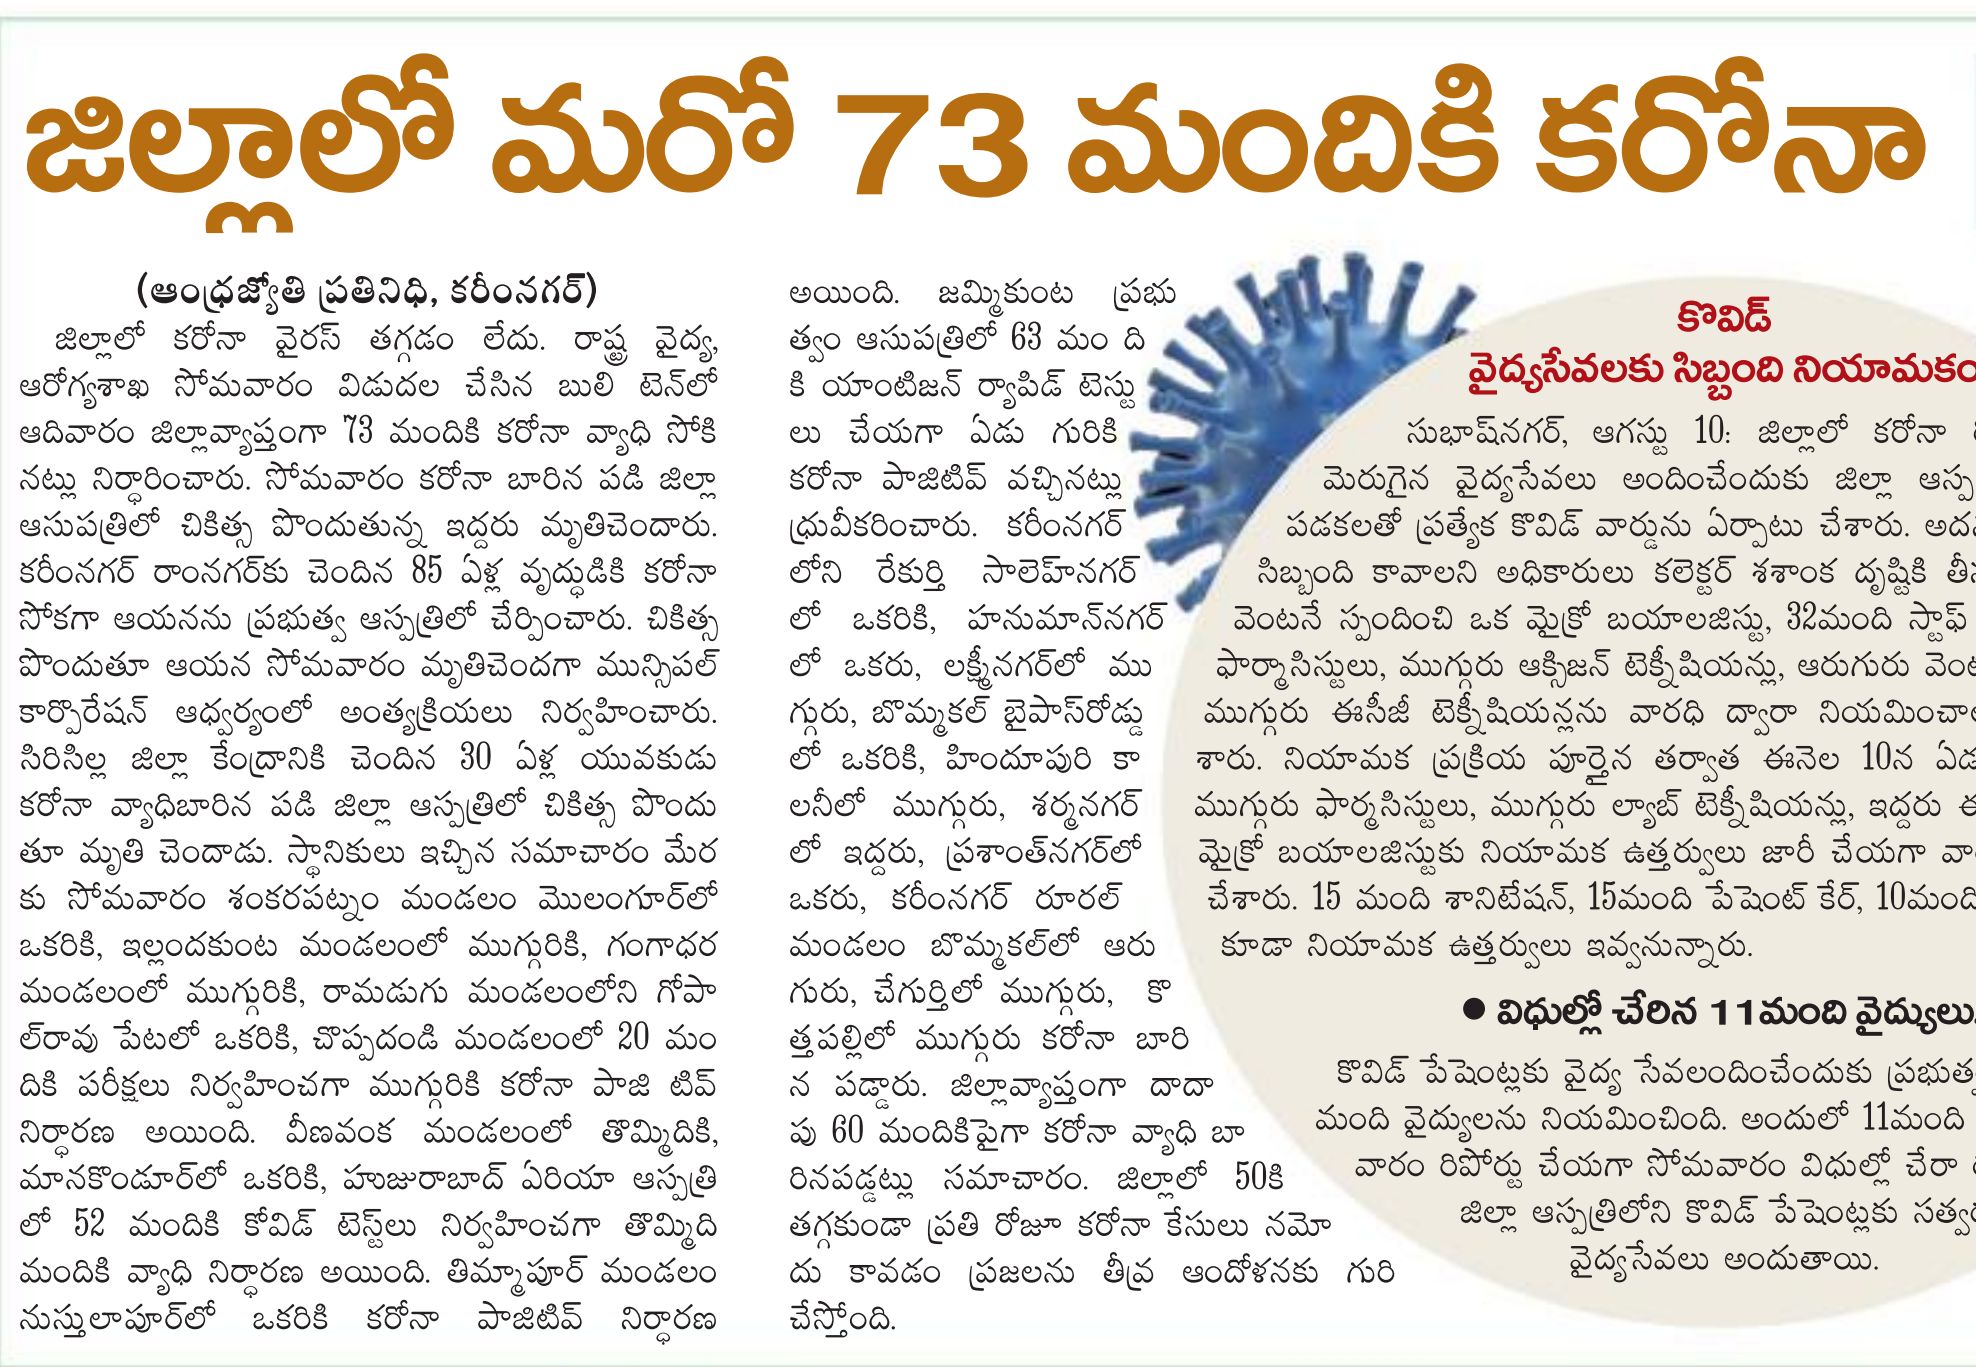 జిల్లాలో మరో 73 మందికి కరోనా
(ఆంధ్రజ్యోతి ప్రతినిధి, కరీంనగర్)
జిల్లాలో కరోనా వైరస్ తగ్గడం లేదు. రాష్ట్ర వైద్య,
ఆరోగ్యశాఖ సోమవారం విడుదల చేసిన బులి టెన్‌లో
ఆదివారం జిల్లావ్యాప్తంగా 73 మందికి కరోనా వ్యాధి సోకి
నట్లు నిర్ధారించారు. సోమవారం కరోనా బారిన పడి జిల్లా
ఆసుపత్రిలో చికిత్స పొందుతున్న ఇద్దరు మృతిచెందారు.
కరీంనగర్ రాంనగర్‌కు చెందిన 85 ఏళ్ల వృద్ధుడికి కరోనా
సోకగా ఆయనను ప్రభుత్వ ఆస్పత్రిలో చేర్పించారు. చికిత్స
పొందుతూ ఆయన సోమవారం మృతిచెందగా మున్సిపల్
కార్పొరేషన్ ఆధ్వర్యంలో అంత్యక్రియలు నిర్వహించారు.
సిరిసిల్ల జిల్లా కేంద్రానికి చెందిన 30 ఏళ్ల యువకుడు
కరోనా వ్యాధిబారిన పడి జిల్లా ఆస్పత్రిలో చికిత్స పొందు
తూ మృతి చెందాడు. స్థానికులు ఇచ్చిన సమాచారం మేర
కు సోమవారం శంకరపట్నం మండలం మొలంగూర్‌లో
ఒకరికి, ఇల్లందకుంట మండలంలో ముగ్గురికి, గంగాధర
మండలంలో ముగ్గురికి, రామడుగు మండలంలోని గోపా
ల్‌రావు పేటలో ఒకరికి, చొప్పదండి మండలంలో 20 మం
దికి పరీక్షలు నిర్వహించగా ముగ్గురికి కరోనా పాజి టివ్
నిర్ధారణ అయింది. వీణవంక మండలంలో తొమ్మిదికి,
మానకొండూర్‌లో ఒకరికి, హుజురాబాద్ ఏరియా ఆస్పత్రి
లో 52 మందికి కోవిడ్ టెస్ట్‌లు నిర్వహించగా తొమ్మిది
మందికి వ్యాధి నిర్ధారణ అయింది. తిమ్మాపూర్ మండలం
నుస్తులాపూర్‌లో ఒకరికి కరోనా పాజిటివ్ నిర్ధారణ
అయింది. జమ్మికుంట ప్రభు
త్వం ఆసుపత్రిలో 63 మం ది
కి యాంటిజన్ ర్యాపిడ్ టెస్టు
లు చేయగా ఏడు గురికి
కరోనా పాజిటివ్ వచ్చినట్లు
ధ్రువీకరించారు. కరీంనగర్
లోని రేకుర్తి సాలెహ్‌నగర్
లో ఒకరికి, హనుమాన్‌నగర్
లో ఒకరు, లక్ష్మీనగర్‌లో ము
గ్గురు, బొమ్మకల్ బైపాస్‌రోడ్డు
లో ఒకరికి, హిందూపురి కా
లనీలో ముగ్గురు, శర్మనగర్
లో ఇద్దరు, ప్రశాంత్‌నగర్‌లో
ఒకరు, కరీంనగర్ రూరల్
మండలం బొమ్మకల్‌లో ఆరు
గురు, చేగుర్తిలో ముగ్గురు, కొ
త్తపల్లిలో ముగ్గురు కరోనా బారి
న పడ్డారు. జిల్లావ్యాప్తంగా దాదా
పు 60 మందికిపైగా కరోనా వ్యాధి బా
రినపడ్డట్లు సమాచారం. జిల్లాలో 50కి
తగ్గకుండా ప్రతి రోజూ కరోనా కేసులు నమో
దు కావడం ప్రజలను తీవ్ర ఆందోళనకు గురి
చేస్తోంది.
కొవిడ్
వైద్యసేవలకు సిబ్బంది నియామకం
సుభాష్‌నగర్, ఆగస్టు 10: జిల్లాలో కరోనా
మెరుగైన వైద్యసేవలు అందించేందుకు జిల్లా ఆస్ప
పడకలతో ప్రత్యేక కొవిడ్ వార్డును ఏర్పాటు చేశారు. అద
సిబ్బంది కావాలని అధికారులు కలెక్టర్ శశాంక దృష్టికి
వెంటనే స్పందించి ఒక మైక్రో బయాలజిస్టు, 32మంది స్టాఫ్
ఫార్మాసిస్టులు, ముగ్గురు ఆక్సిజన్ టెక్నీషియన్లు, ఆరుగురు వెం
ముగ్గురు ఈసీజీ టెక్నీషియన్లను వారధి ద్వారా నియమించా
శారు. నియామక ప్రక్రియ పూర్తైన తర్వాత ఈనెల 10న ఏడ
ముగ్గురు ఫార్మసిస్టులు, ముగ్గురు ల్యాబ్ టెక్నీషియన్లు, ఇద్దరు ఈ
మైక్రో బయాలజిస్టుకు నియామక ఉత్తర్వులు జారీ చేయగా వా
చేశారు. 15 మంది శానిటేషన్, 15మంది పేషెంట్ కేర్, 10మంది
కూడా నియామక ఉత్తర్వులు ఇవ్వనున్నారు.
● విధుల్లో చేరిన 11మంది వైద్యులు
కొవిడ్ పేషెంట్లకు వైద్య సేవలందించేందుకు ప్రభుత్వ
మంది వైద్యులను నియమించింది. అందులో 11మంది
వారం రిపోర్టు చేయగా సోమవారం విధుల్లో చేరా
జిల్లా ఆస్పత్రిలోని కొవిడ్ పేషెంట్లకు సత్వ
వైద్యసేవలు అందుతాయి.